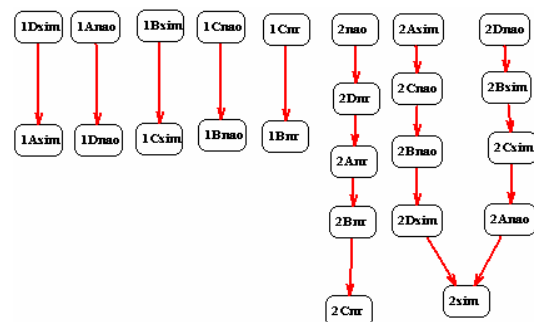 1Dsim 1Anao 1Bsim 1Cnao 1Cnr 2nao 2Asim 2Dnao
2Cnao 2Bsim
2Dnr
1Asim 1Dnao 1Csim 1Bnao 1Bnr 2Anr 2Bnao 2Csim
2Bnr 2Dsim 2Anao
2Cnr 2sim